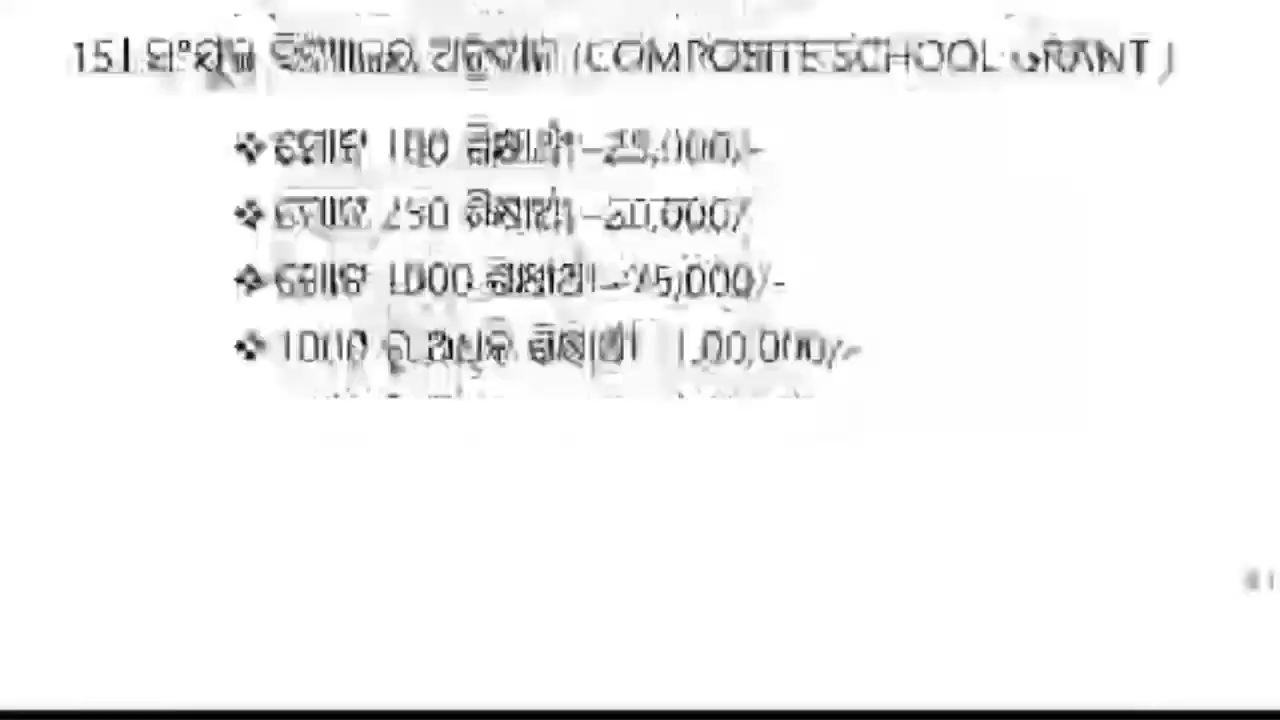 15। (COMPOSITE SCHOOL GRANT )
❖ ମୋଟ 100 ଶିକ୍ଷାର୍ଥୀ –25,000/-
❖ ମୋଟ 250 ଶିକ୍ଷାର୍ଥୀ –50,000/
❖ ମୋଟ 1000 ଶିକ୍ଷାର୍ଥୀ –75,000/-
❖ 1000 ରୁ ଅଧିକ ଶିକ୍ଷାର୍ଥୀ 1,00,000/-